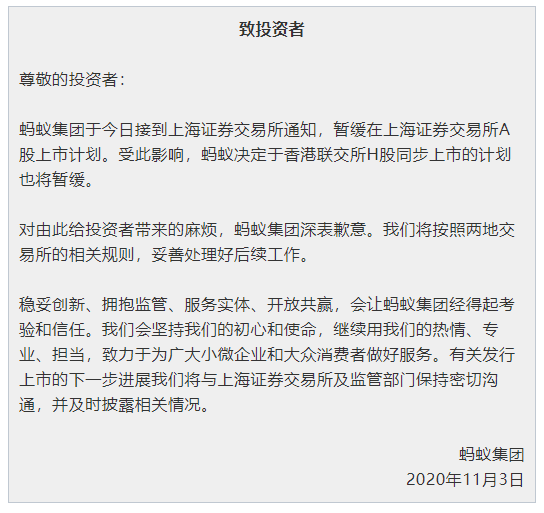 致投资者
尊敬的投资者：
蚂蚁集团于今日接到上海证券交易所通知，暂缓在上海证券交易所A
股上市计划。受此影响，蚂蚁决定于香港联交所H股同步上市的计划
也将暂缓。
对由此给投资者带来的麻烦，蚂蚁集团深表歉意。我们将按照两地交
易所的相关规则，妥善处理好后续工作。
稳妥创新、拥抱监管、服务实体、开放共赢，会让蚂蚁集团经得起考
验和信任。我们会坚持我们的初心和使命，继续用我们的热情、专
业、担当，致力于为广大小微企业和大众消费者做好服务。有关发行
上市的下一步进展我们将与上海证券交易所及监管部门保持密切沟
通，并及时披露相关情况。
蚂蚁集团
2020年11月3日